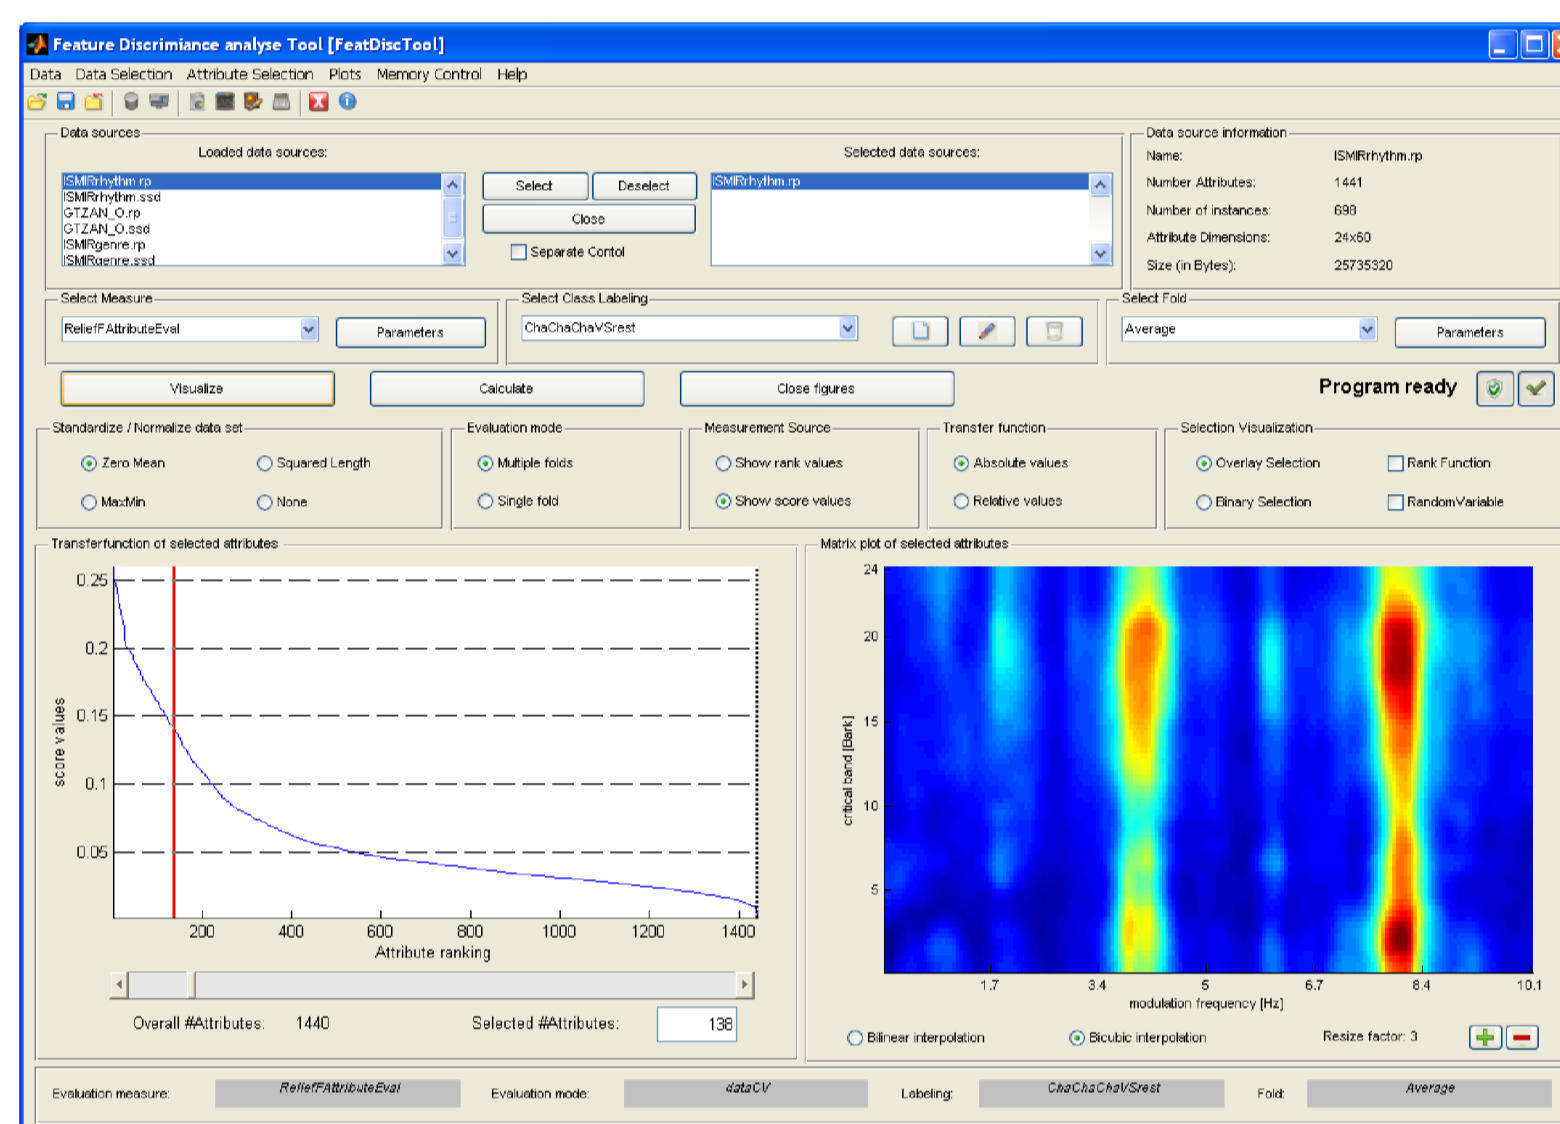 Feature Discrimiance analyse Tool [FeatDiscTool]
Data Data Selection Attribute Selection Plots Memory Control Help
Data sources
Loaded data sources:
ISMIRrhythm.rp
ISMIRrhythm.ssd
GTZAN_O.rp
GTZAN_O.ssd
ISMIRgenre.rp
ISMIRgenre.ssd
Select Deselect
Close
Separate Contol
Selected data sources:
ISMIRrhythm.rp
Data source information
Name: ISMIRrhythm.rp
Number Attributes: 1441
Number of instances: 698
Attribute Dimensions: 24x60
Size (in Bytes): 25735320
Select Measure
ReliefFAttributeEval Parameters
Select Class Labeling
ChaChaChaVSrest
Select Fold
Average Parameters
Visualize Calculate Close figures Program ready
Standardize / Normalize data set
Zero Mean Squared Length
MaxMin None
Evaluation mode
Multiple folds
Single fold
Measurement Source
Show rank values
Show score values
Transfer function
Absolute values
Relative values
Selection Visualization
Overlay Selection Rank Function
Binary Selection RandomVariable
Transferfunction of selected attributes
0.25
0.2
0.15
0.1
0.05
score values
200 400 600 800 1000 1200 1400
Attribute ranking
Overall #Attributes: 1440 Selected #Attributes: 138
Matrix plot of selected attributes
24
20
15
10
5
critical band [Bark]
1.7 3.4 5 6.7 8.4 10.1
modulation frequency [Hz]
Bilinear interpolation Bicubic interpolation Resize factor: 3
Evaluation measure: ReliefFAttributeEval Evaluation mode: dataCV Labeling: ChaChaChaVSrest Fold: Average